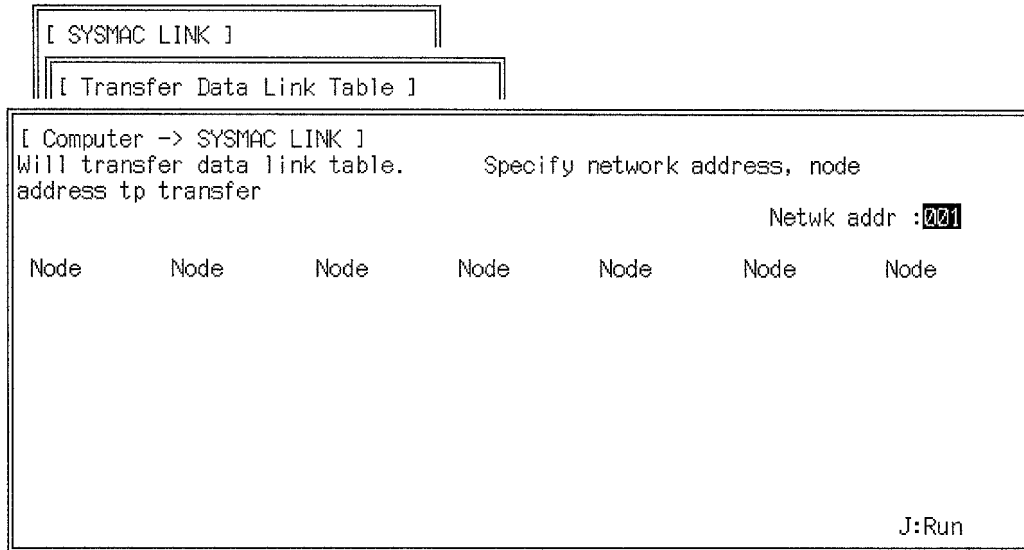 [ SYSMAC LINK ]
[ Transfer Data Link Table ]
[ Computer -> SYSMAC LINK ]
Will transfer data link table. Specify network address, node
address tp transfer
Netwk addr :001
Node Node Node Node Node Node Node
J:Run